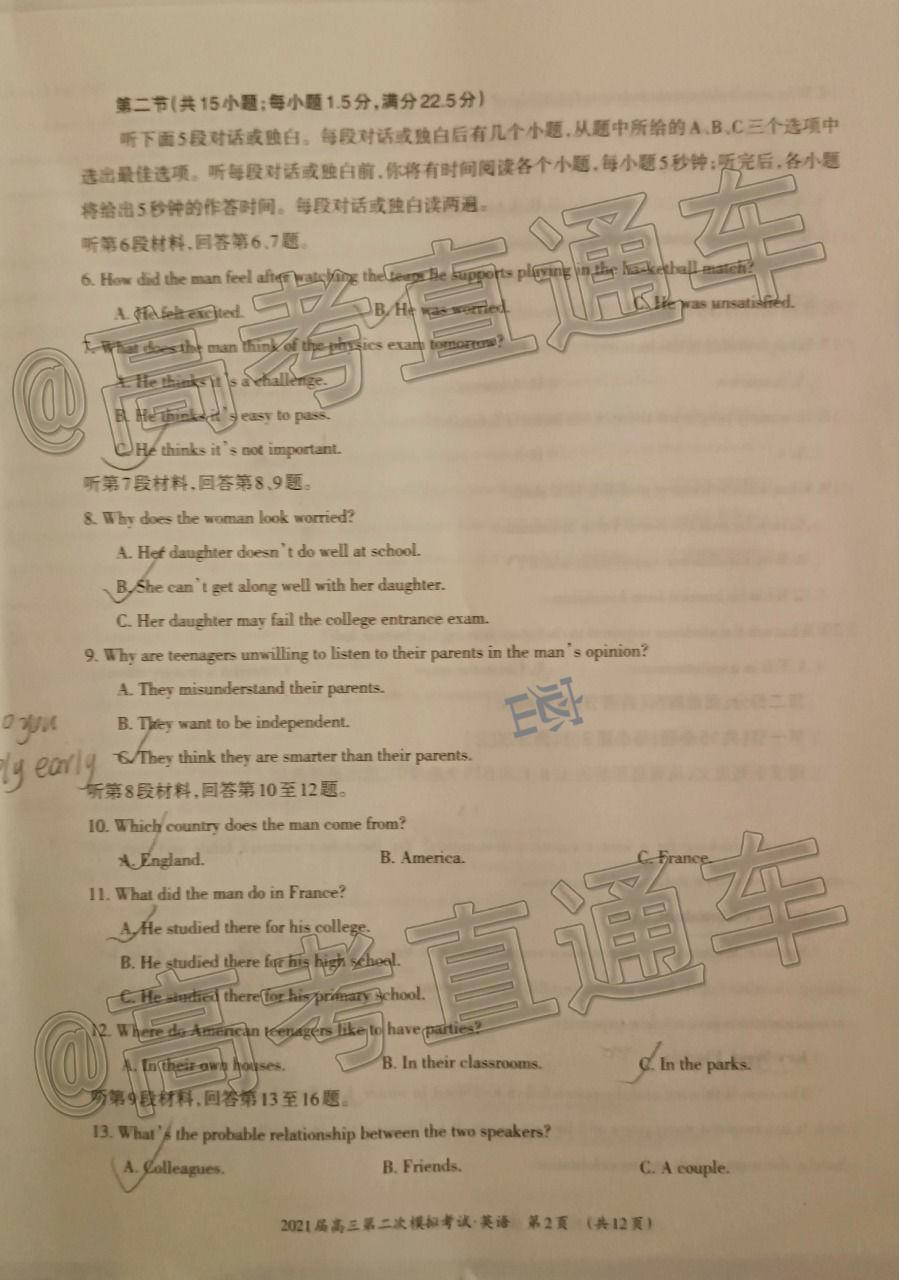 第二节(共15小题;每小题1.5分,满分22.5分)
听下面5段对话或独白。每段对话或独白后有几个小题,从题中所给的A、B、C三个选项中
选出最佳选项。听每段对话或独白前,你将有时间阅读各个小题,每小题5秒钟;听完后,各小题
将给出5秒钟的作答时间。每段对话或独白读两遍。
听第6段材料,回答第6、7题。
6. How did the man feel after watching the team he supports playing in the basketball match?
A. He felt excited. B. He was worried. C. He was unsatisfied.
7. What does the man think of the physics exam tomorrow?
A. He thinks it's a challenge.
B. He thinks it's easy to pass.
C. He thinks it's not important.
听第7段材料,回答第8、9题。
8. Why does the woman look worried?
A. Her daughter doesn't do well at school.
B. She can't get along well with her daughter.
C. Her daughter may fail the college entrance exam.
9. Why are teenagers unwilling to listen to their parents in the man's opinion?
A. They misunderstand their parents.
B. They want to be independent.
C. They think they are smarter than their parents.
early
听第8段材料,回答第10至12题。
10. Which country does the man come from?
A. England. B. America. C. France.
11. What did the man do in France?
A. He studied there for his college.
B. He studied there for his high school.
C. He studied there for his primary school.
12. Where do American teenagers like to have parties?
A. In their own houses. B. In their classrooms. C. In the parks.
听第9段材料,回答第13至16题。
13. What's the probable relationship between the two speakers?
A. Colleagues. B. Friends. C. A couple.
2021届高三第二次模拟考试·英语 第2页 (共12页)
@高考直通车
@高考直通车